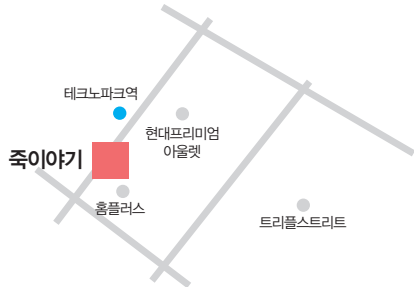 테크노파크역
현대프리미엄
아울렛
죽이야기
홈플러스
트리플스트리트